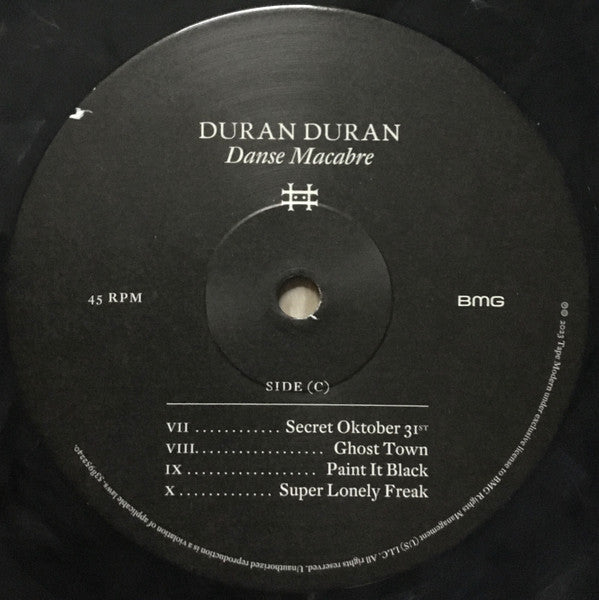 DURAN DURAN
Danse Macabre
45 RPM
BMG
SIDE (C)
VII ............ Secret Oktober 31ST
VIII.................. Ghost Town
IX.................. Paint It Black
X............. Super Lonely Freak
℗© 2023 Tape Modern under exclusive license to BMG Rights Management (US) LLC. All rights reserved. Unauthorized reproduction is a violation of applicable laws. 538952240.